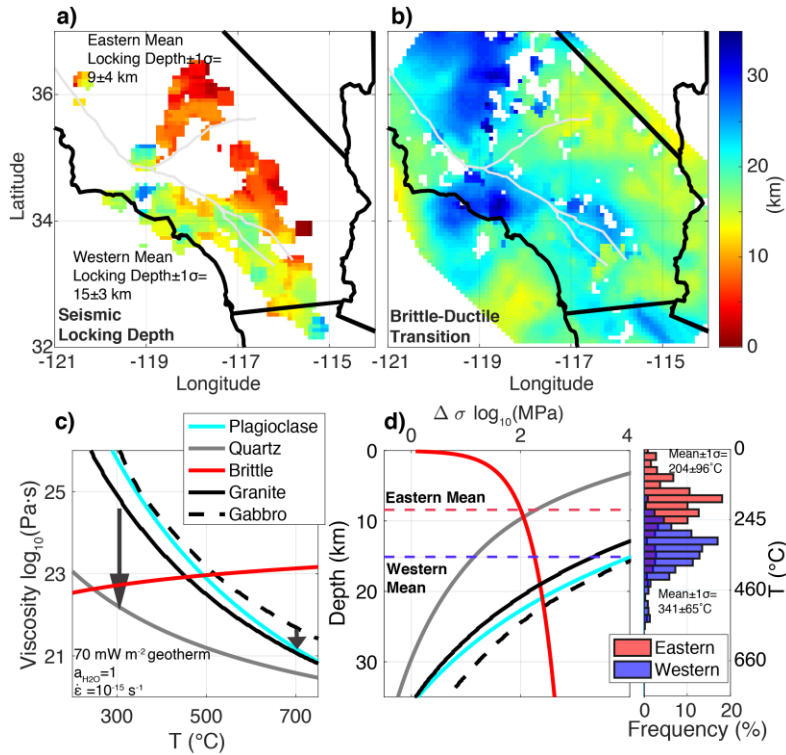 a)
Eastern Mean
Locking Depth±1σ=
9±4 km
Western Mean
Locking Depth±1σ=
15±3 km
Seismic
Locking Depth
36
34
32
Latitude
-121
-119
-117
-115
Longitude
b)
Brittle-Ductile
Transition
-121
-119
-117
-115
Longitude
30
20
10
0
(km)
c)
Plagioclase
Quartz
Brittle
Granite
Gabbro
25
23
21
Viscosity log10(Pa·s)
70 mW m-2 geotherm
aH2O=1
ε̇ =10-15 s-1
300
500
700
T (°C)
d)
Δ σ log10(MPa)
0
2
4
0
10
20
30
Depth (km)
Eastern Mean
Western
Mean
Mean±1σ=
204±96°C
Mean±1σ=
341±65°C
0
245
460
660
T (°C)
Eastern
Western
0
10
20
Frequency (%)